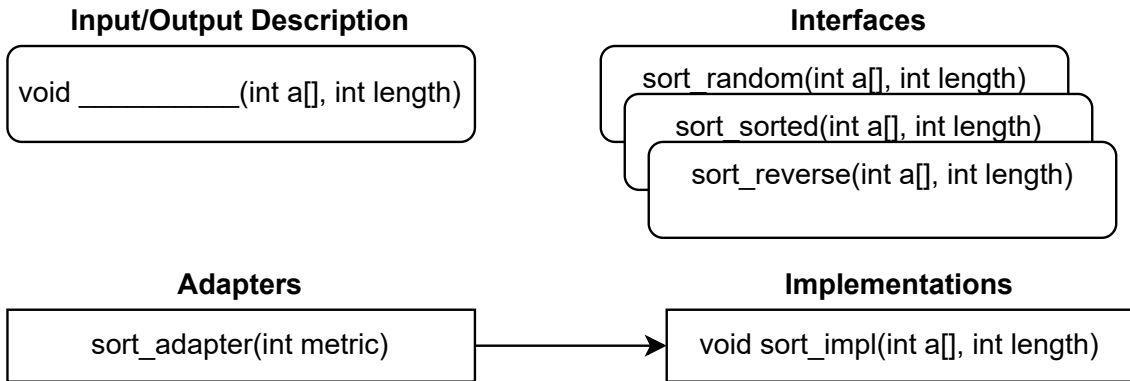 Input/Output Description
void __________(int a[], int length)
Interfaces
sort_random(int a[], int length)
sort_sorted(int a[], int length)
sort_reverse(int a[], int length)
Adapters
sort_adapter(int metric)
Implementations
void sort_impl(int a[], int length)